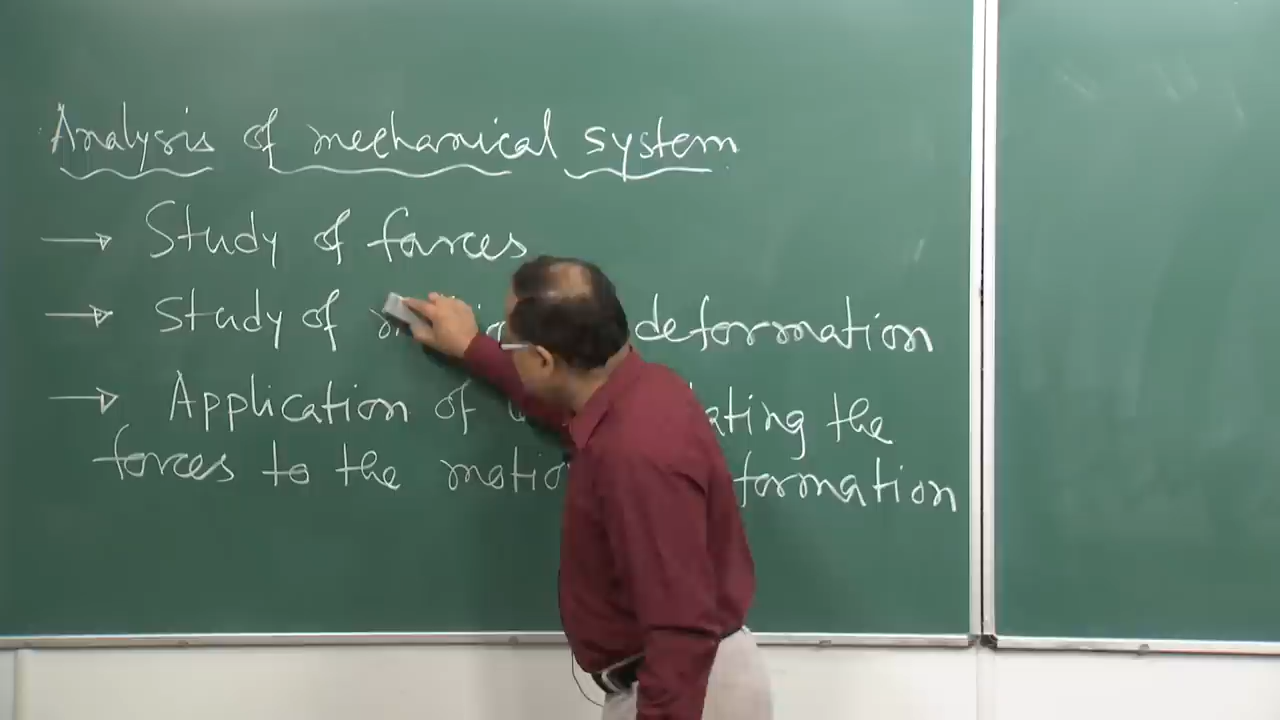 Analysis of mechanical system
→ Study of forces
→ Study of deformation
→ Application of the
forces to the